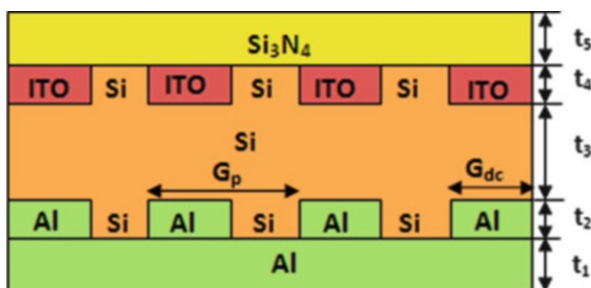 Si₃N₄
t₅
ITO Si ITO Si ITO Si ITO
t₄
Si
t₃
Gₚ
G_dc
Al Si Al Si Al Si Al
t₂
Al
t₁